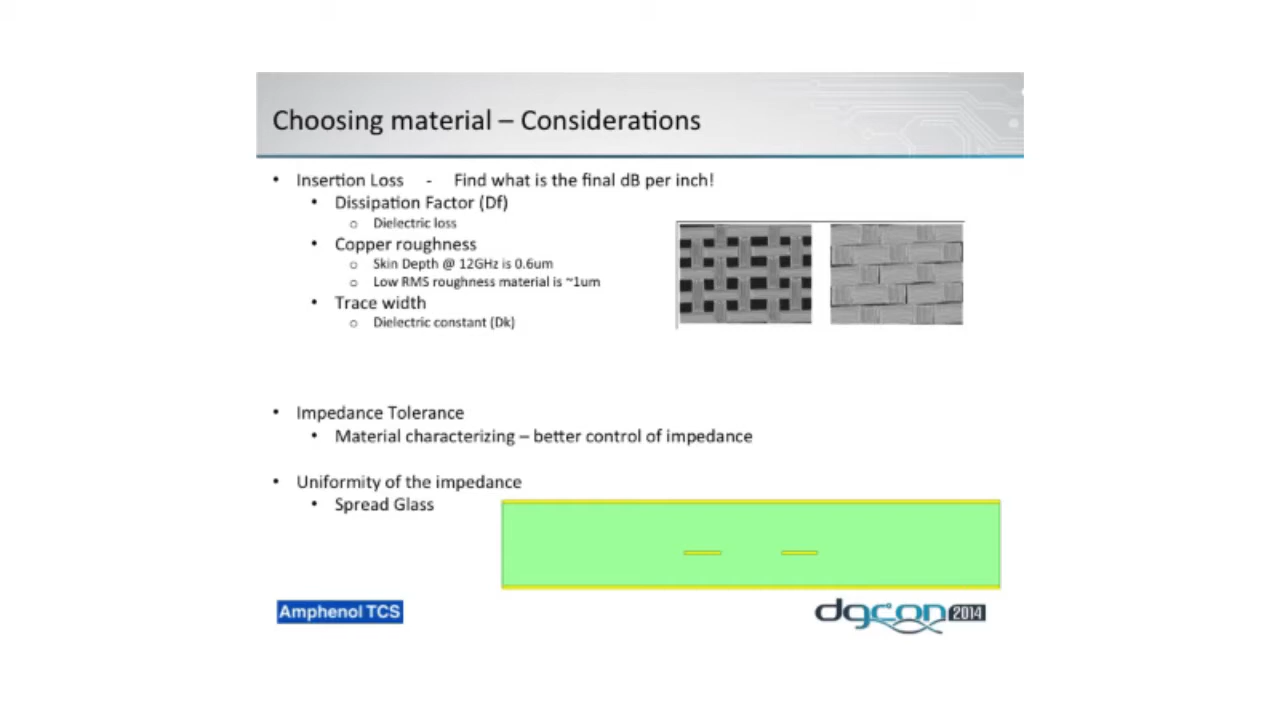 Choosing material – Considerations
• Insertion Loss - Find what is the final dB per inch!
• Dissipation Factor (Df)
o Dielectric loss
• Copper roughness
o Skin Depth @ 12GHz is 0.6um
o Low RMS roughness material is ~1um
• Trace width
o Dielectric constant (Dk)
• Impedance Tolerance
• Material characterizing – better control of impedance
• Uniformity of the impedance
• Spread Glass
Amphenol TCS
dgcon 2014